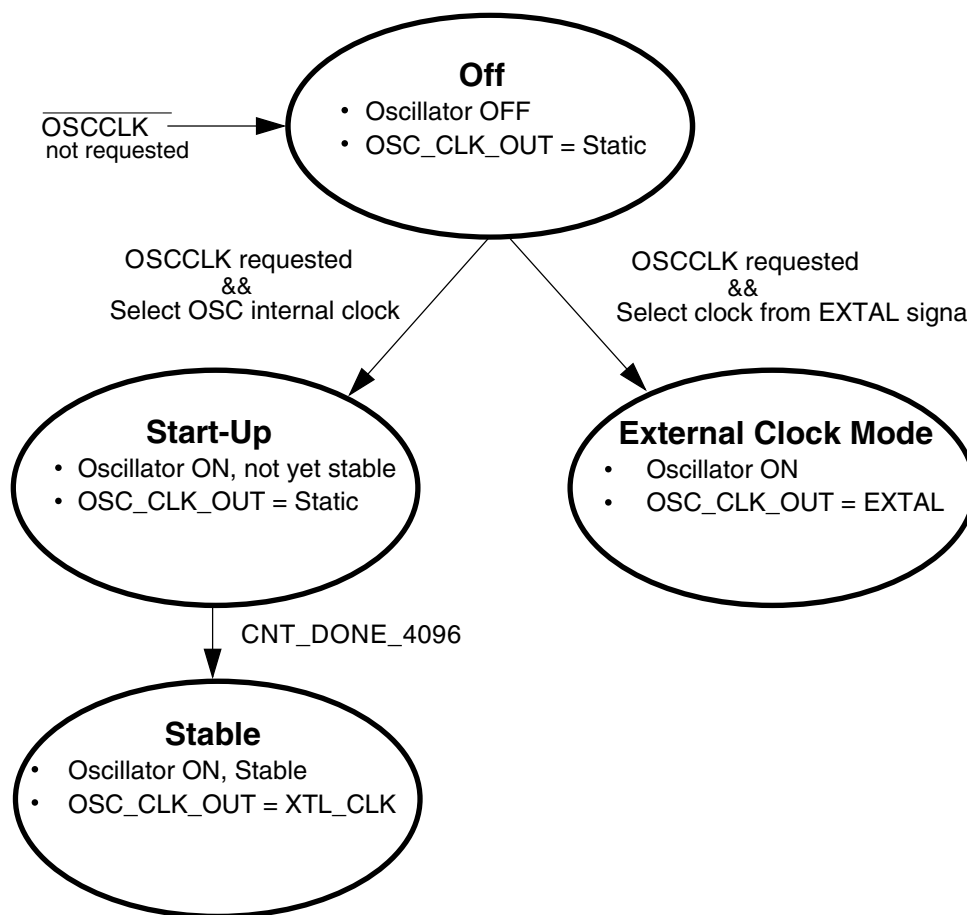 Off
• Oscillator OFF
• OSC_CLK_OUT = Static
OSCCLK
not requested
OSCCLK requested
&&
Select OSC internal clock
OSCCLK requested
&&
Select clock from EXTAL signa
Start-Up
• Oscillator ON, not yet stable
• OSC_CLK_OUT = Static
External Clock Mode
• Oscillator ON
• OSC_CLK_OUT = EXTAL
CNT_DONE_4096
Stable
• Oscillator ON, Stable
• OSC_CLK_OUT = XTL_CLK